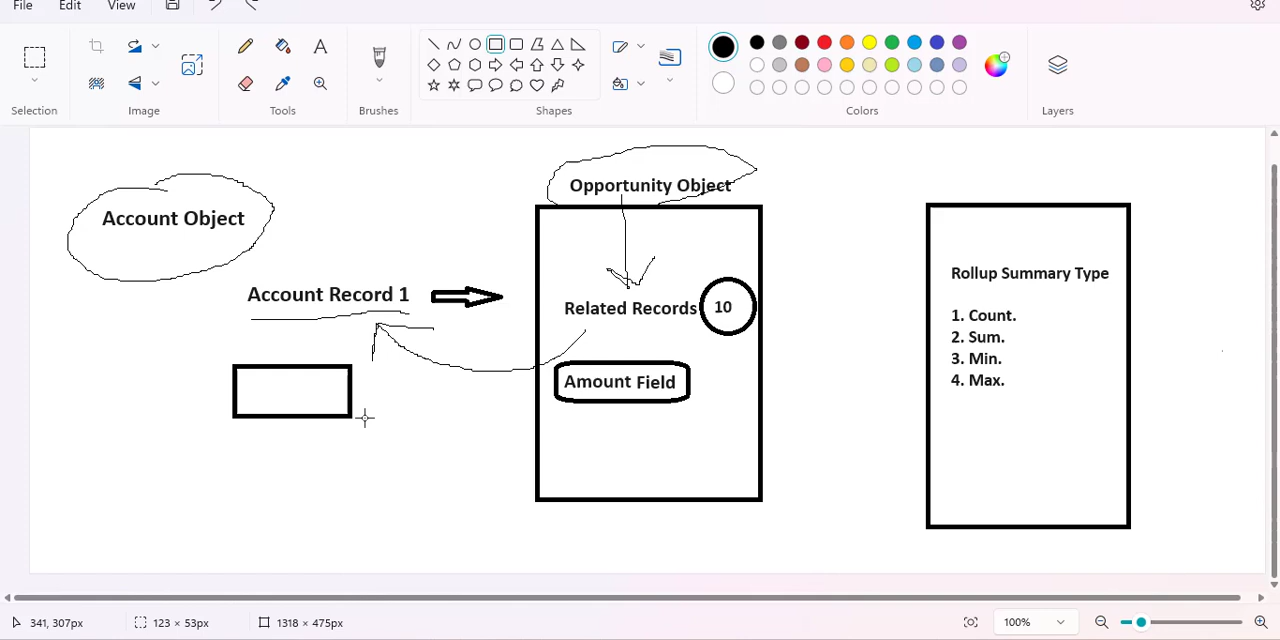 File Edit View
Selection
Image
Tools
Brushes
Shapes
Colors
Layers
Account Object
Opportunity Object
Account Record 1
Related Records 10
Amount Field
Rollup Summary Type
1. Count.
2. Sum.
3. Min.
4. Max.
341, 307px
123 × 53px
1318 × 475px
100%